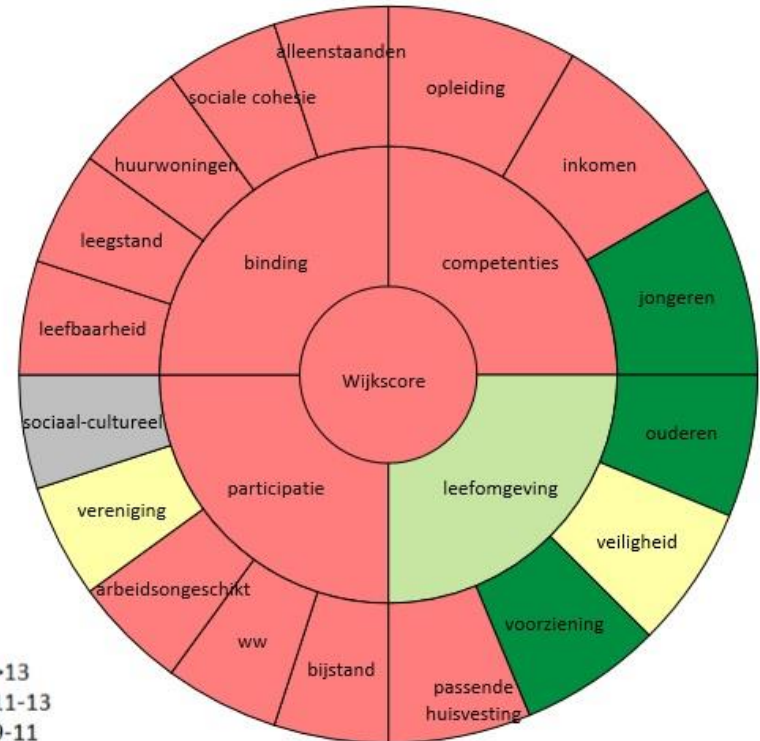 alleenstaanden
opleiding
sociale cohesie
inkomen
huurwoningen
leegstand
binding
competenties
jongeren
leefbaarheid
Wijkscore
sociaal-cultureel
ouderen
participatie
leefomgeving
vereniging
veiligheid
arbeidsongeschikt
voorziening
ww
bijstand
passende
huisvesting
13
11-13
9-11